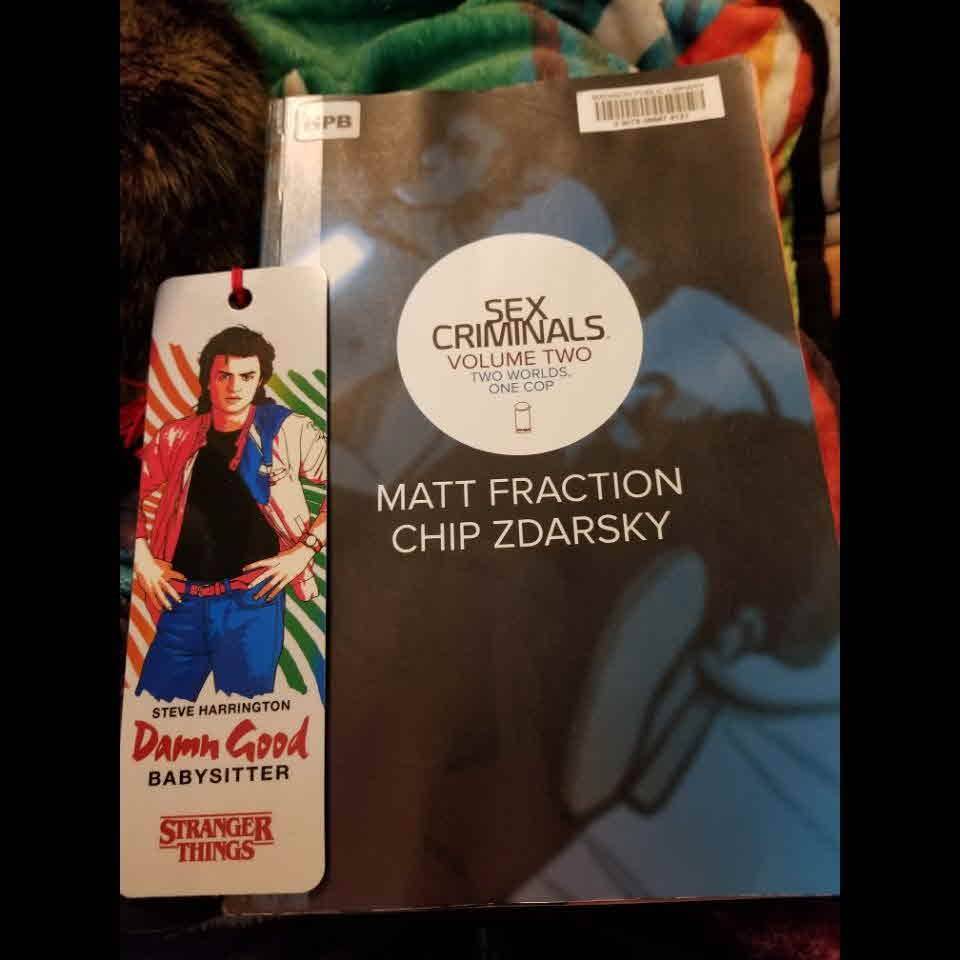 SEX
CRIMINALS
VOLUME TWO
TWO WORLDS,
ONE COP
MATT FRACTION
CHIP ZDARSKY
STEVE HARRINGTON
Damn Good
BABYSITTER
STRANGER
THINGS